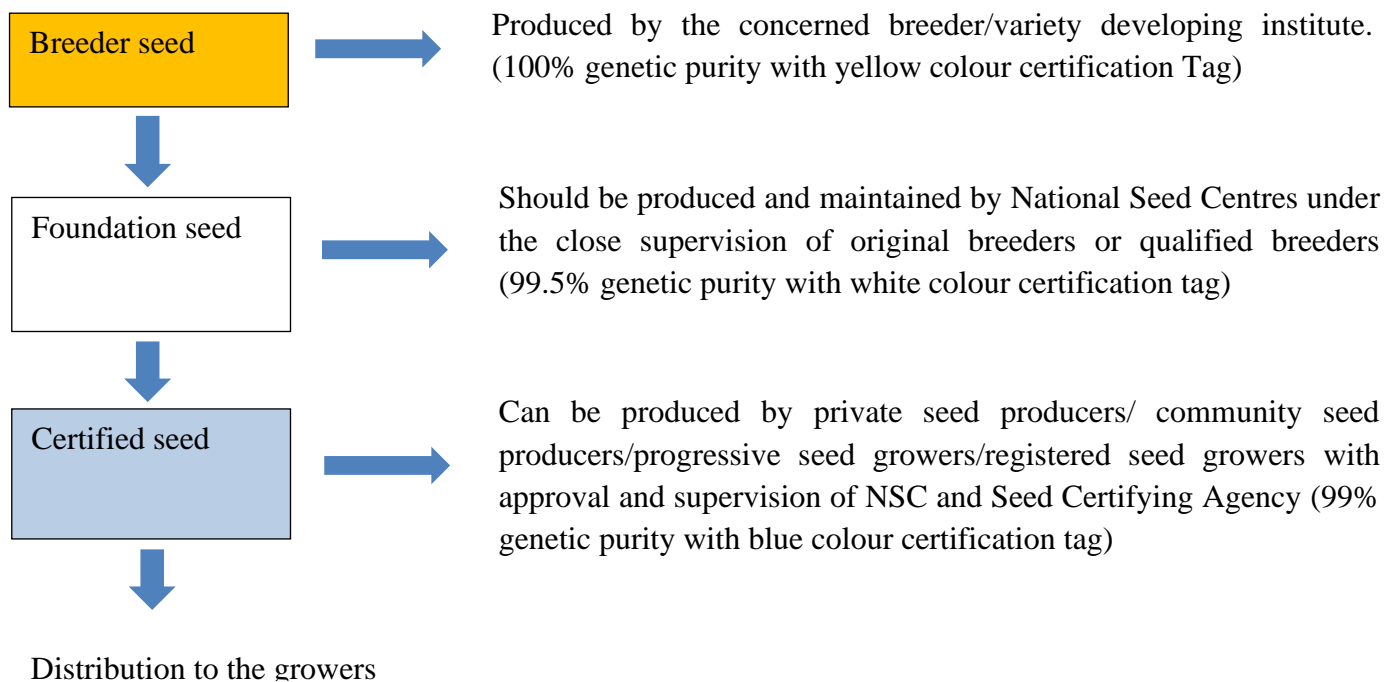 Breeder seed
Produced by the concerned breeder/variety developing institute.
(100% genetic purity with yellow colour certification Tag)
Foundation seed
Should be produced and maintained by National Seed Centres under
the close supervision of original breeders or qualified breeders
(99.5% genetic purity with white colour certification tag)
Certified seed
Can be produced by private seed producers/ community seed
producers/progressive seed growers/registered seed growers with
approval and supervision of NSC and Seed Certifying Agency (99%
genetic purity with blue colour certification tag)
Distribution to the growers